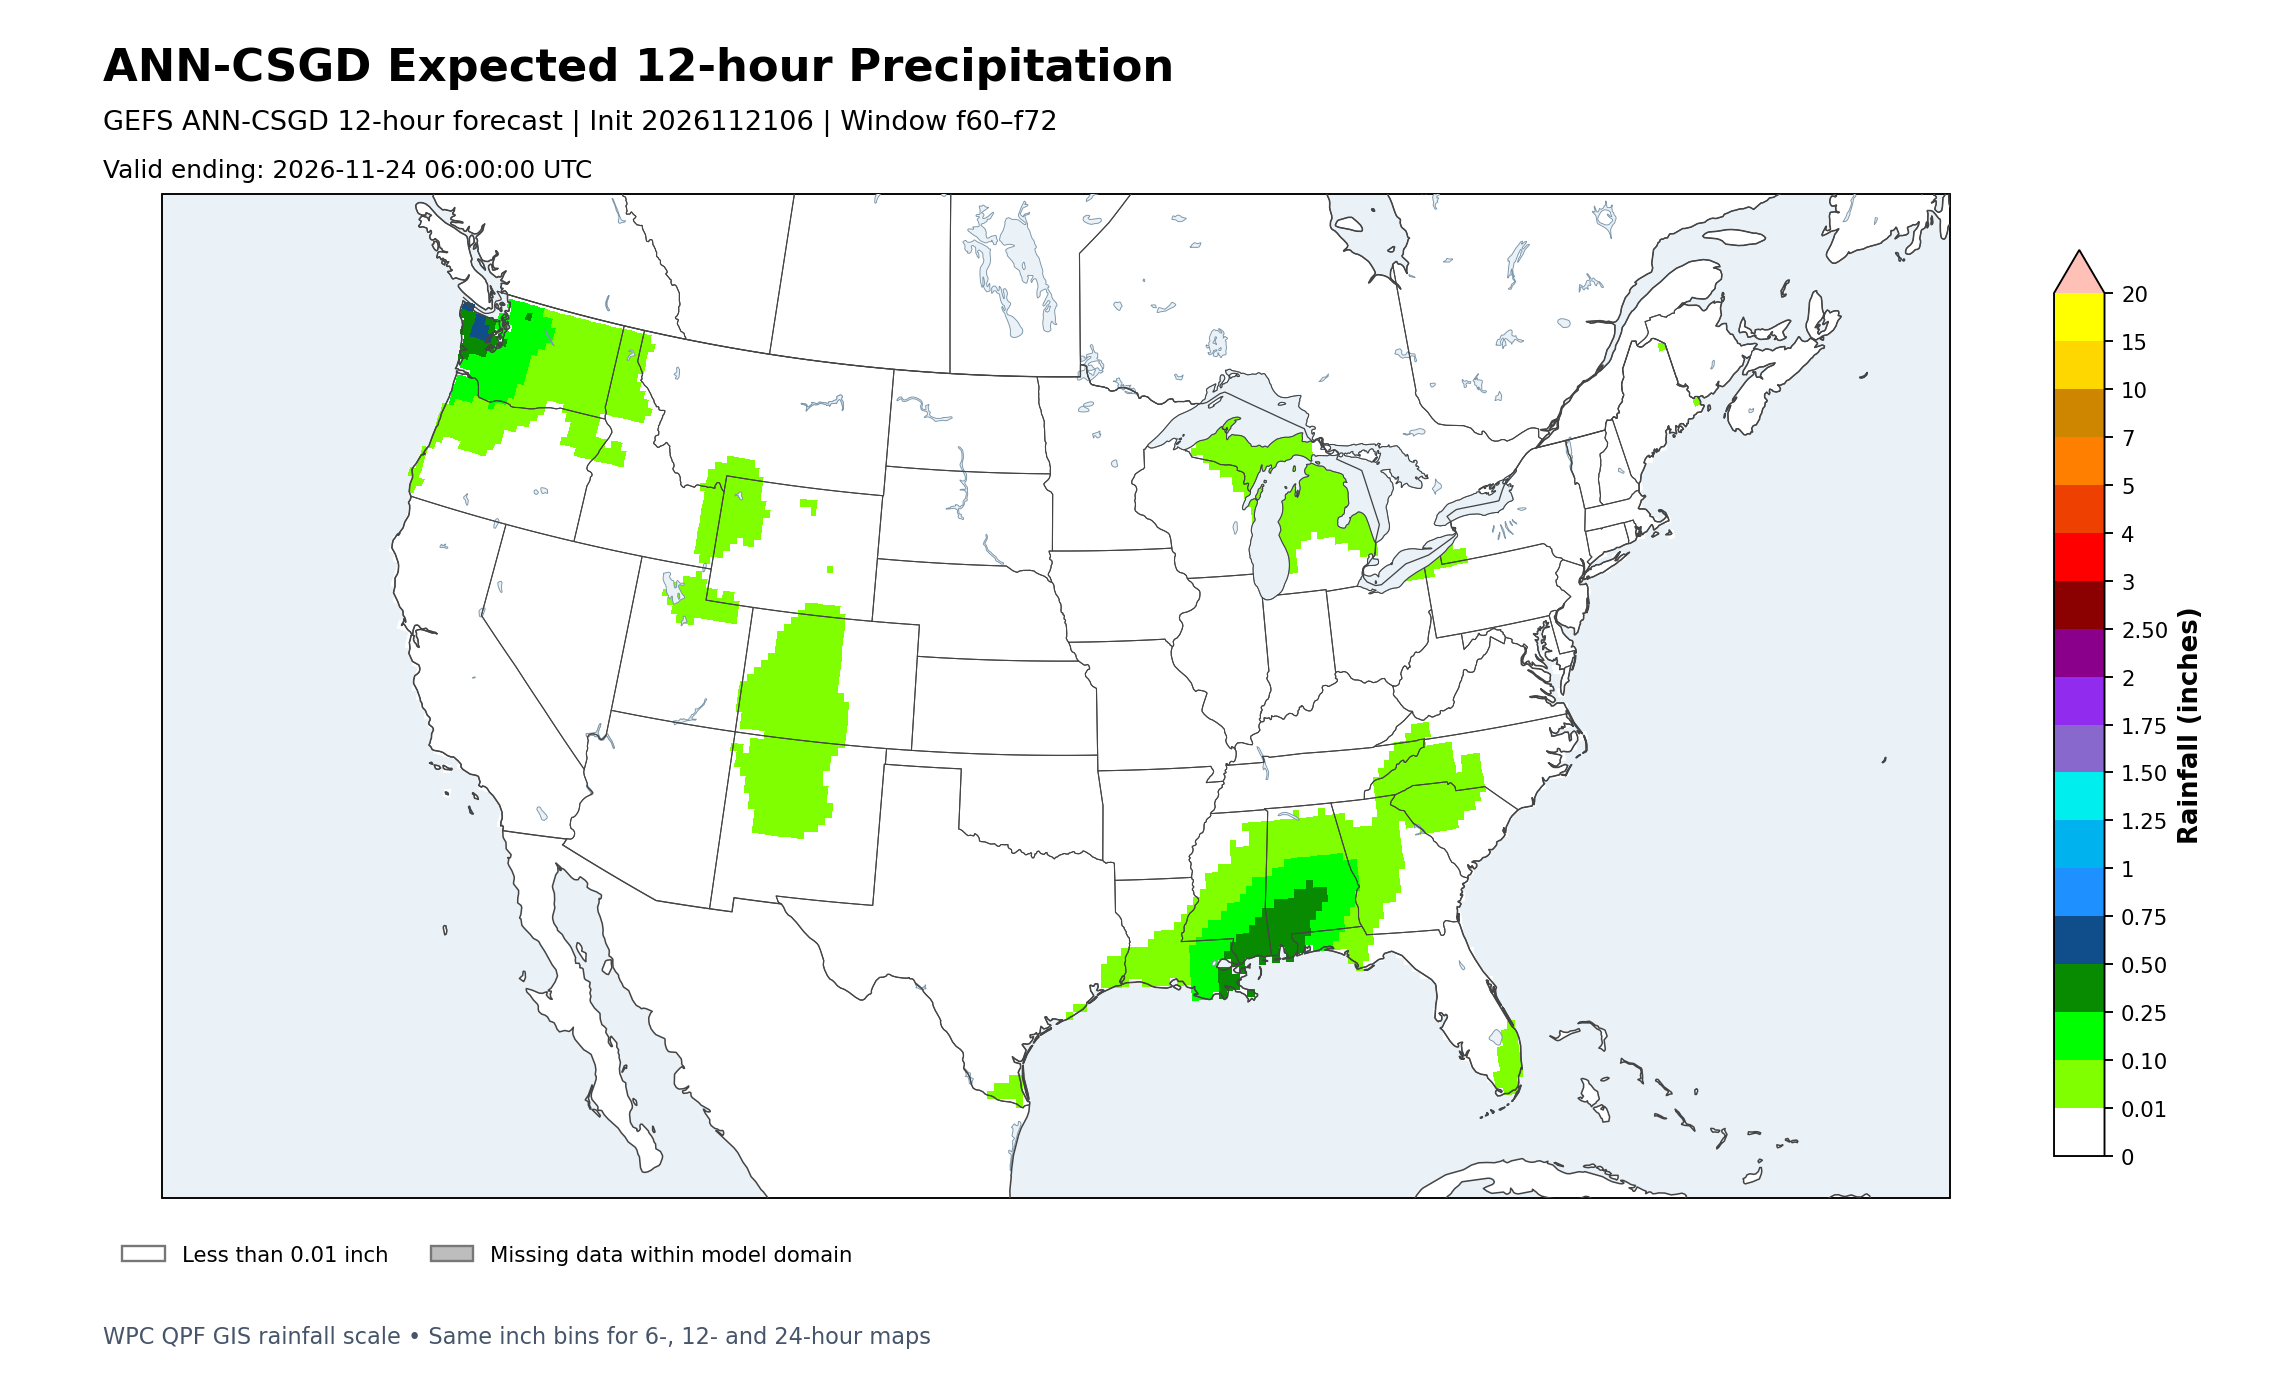 ANN-CSGD Expected 12-hour Precipitation
GEFS ANN-CSGD 12-hour forecast | Init 2026112106 | Window f60–f72
Valid ending: 2026-11-24 06:00:00 UTC
20
15
10
7
5
4
3
2.50
2
1.75
1.50
1.25
1
0.75
0.50
0.25
0.10
0.01
0
Rainfall (inches)
Less than 0.01 inch
Missing data within model domain
WPC QPF GIS rainfall scale • Same inch bins for 6-, 12- and 24-hour maps